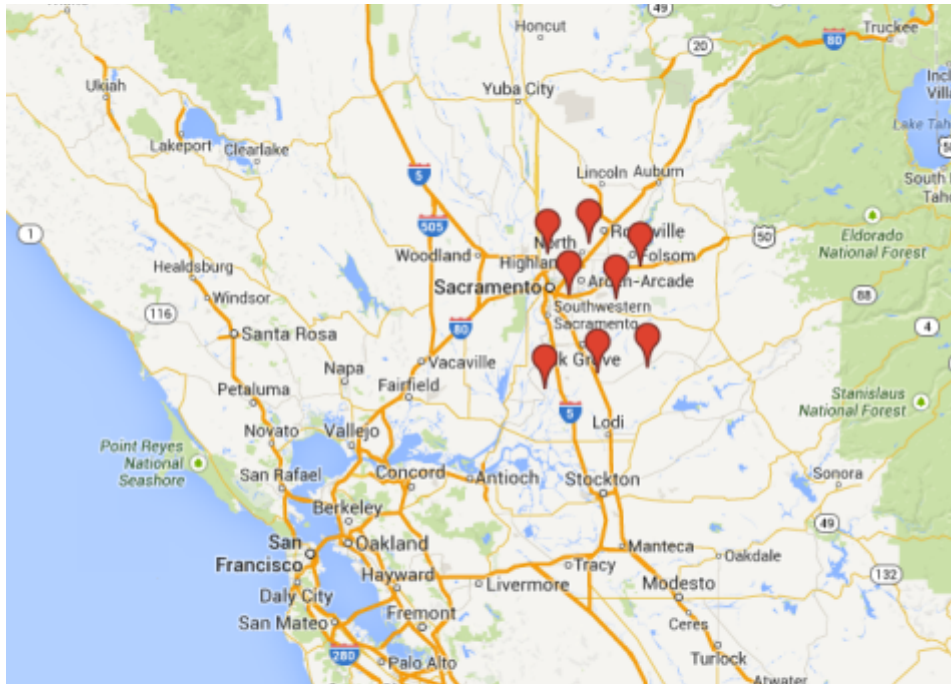 Honcut
80
20
Truckee
Ukiah
Yuba City
Lakeport
Clearlake
Lake Tahoe
5
Lincoln
Auburn
South
1
505
50
Eldorado
National Forest
Woodland
North
Folsom
Healdsburg
Sacramento
Arden-Arcade
Windsor
Southwestern
Sacramento
88
116
80
4
Santa Rosa
Vacaville
Napa
Fairfield
Stanislaus
National Forest
Petaluma
5
Lodi
Novato
Vallejo
Point Reyes
National
Seashore
San Rafael
Concord
Antioch
Stockton
Sonora
Berkeley
49
San
Francisco
Oakland
Manteca
Oakdale
Tracy
132
Hayward
Livermore
Modesto
Daly City
Fremont
Ceres
San Mateo
280
Palo Alto
Turlock
Atwater